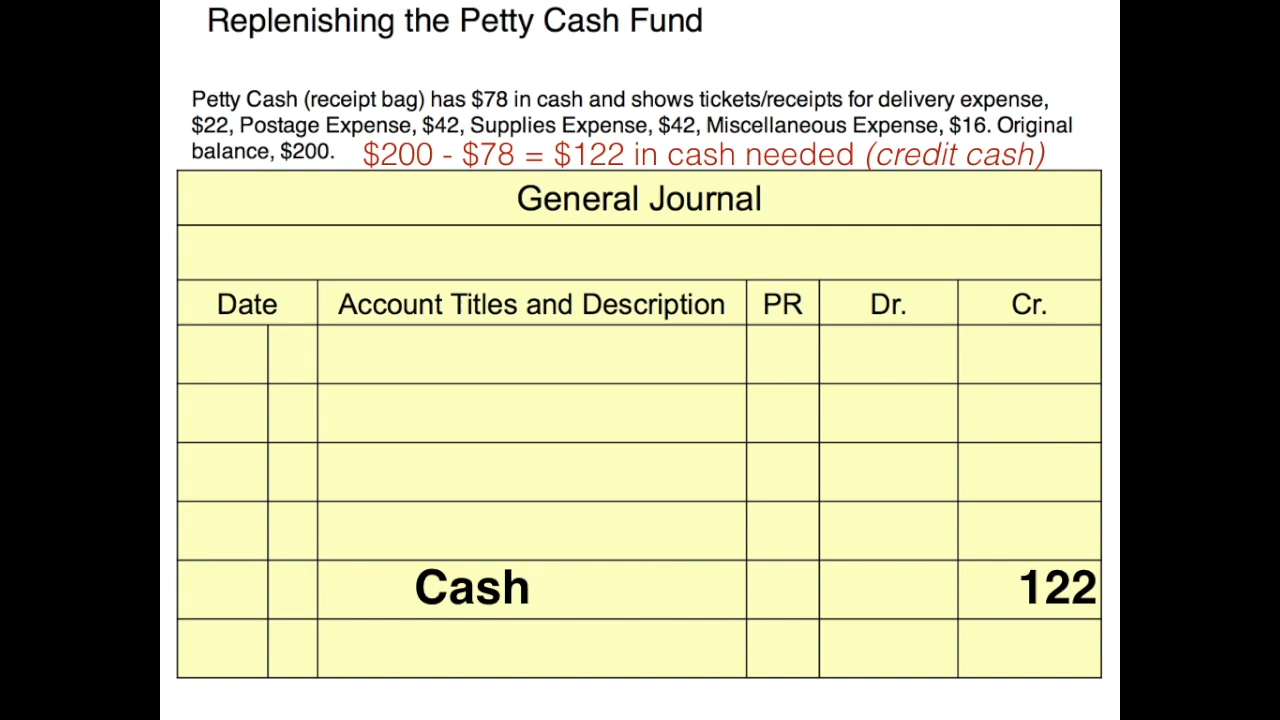 Replenishing the Petty Cash Fund
Petty Cash (receipt bag) has $78 in cash and shows tickets/receipts for delivery expense,
$22, Postage Expense, $42, Supplies Expense, $42, Miscellaneous Expense, $16. Original
balance, $200. $200 - $78 = $122 in cash needed (credit cash)
General Journal
Date Account Titles and Description PR Dr. Cr.
Cash 122